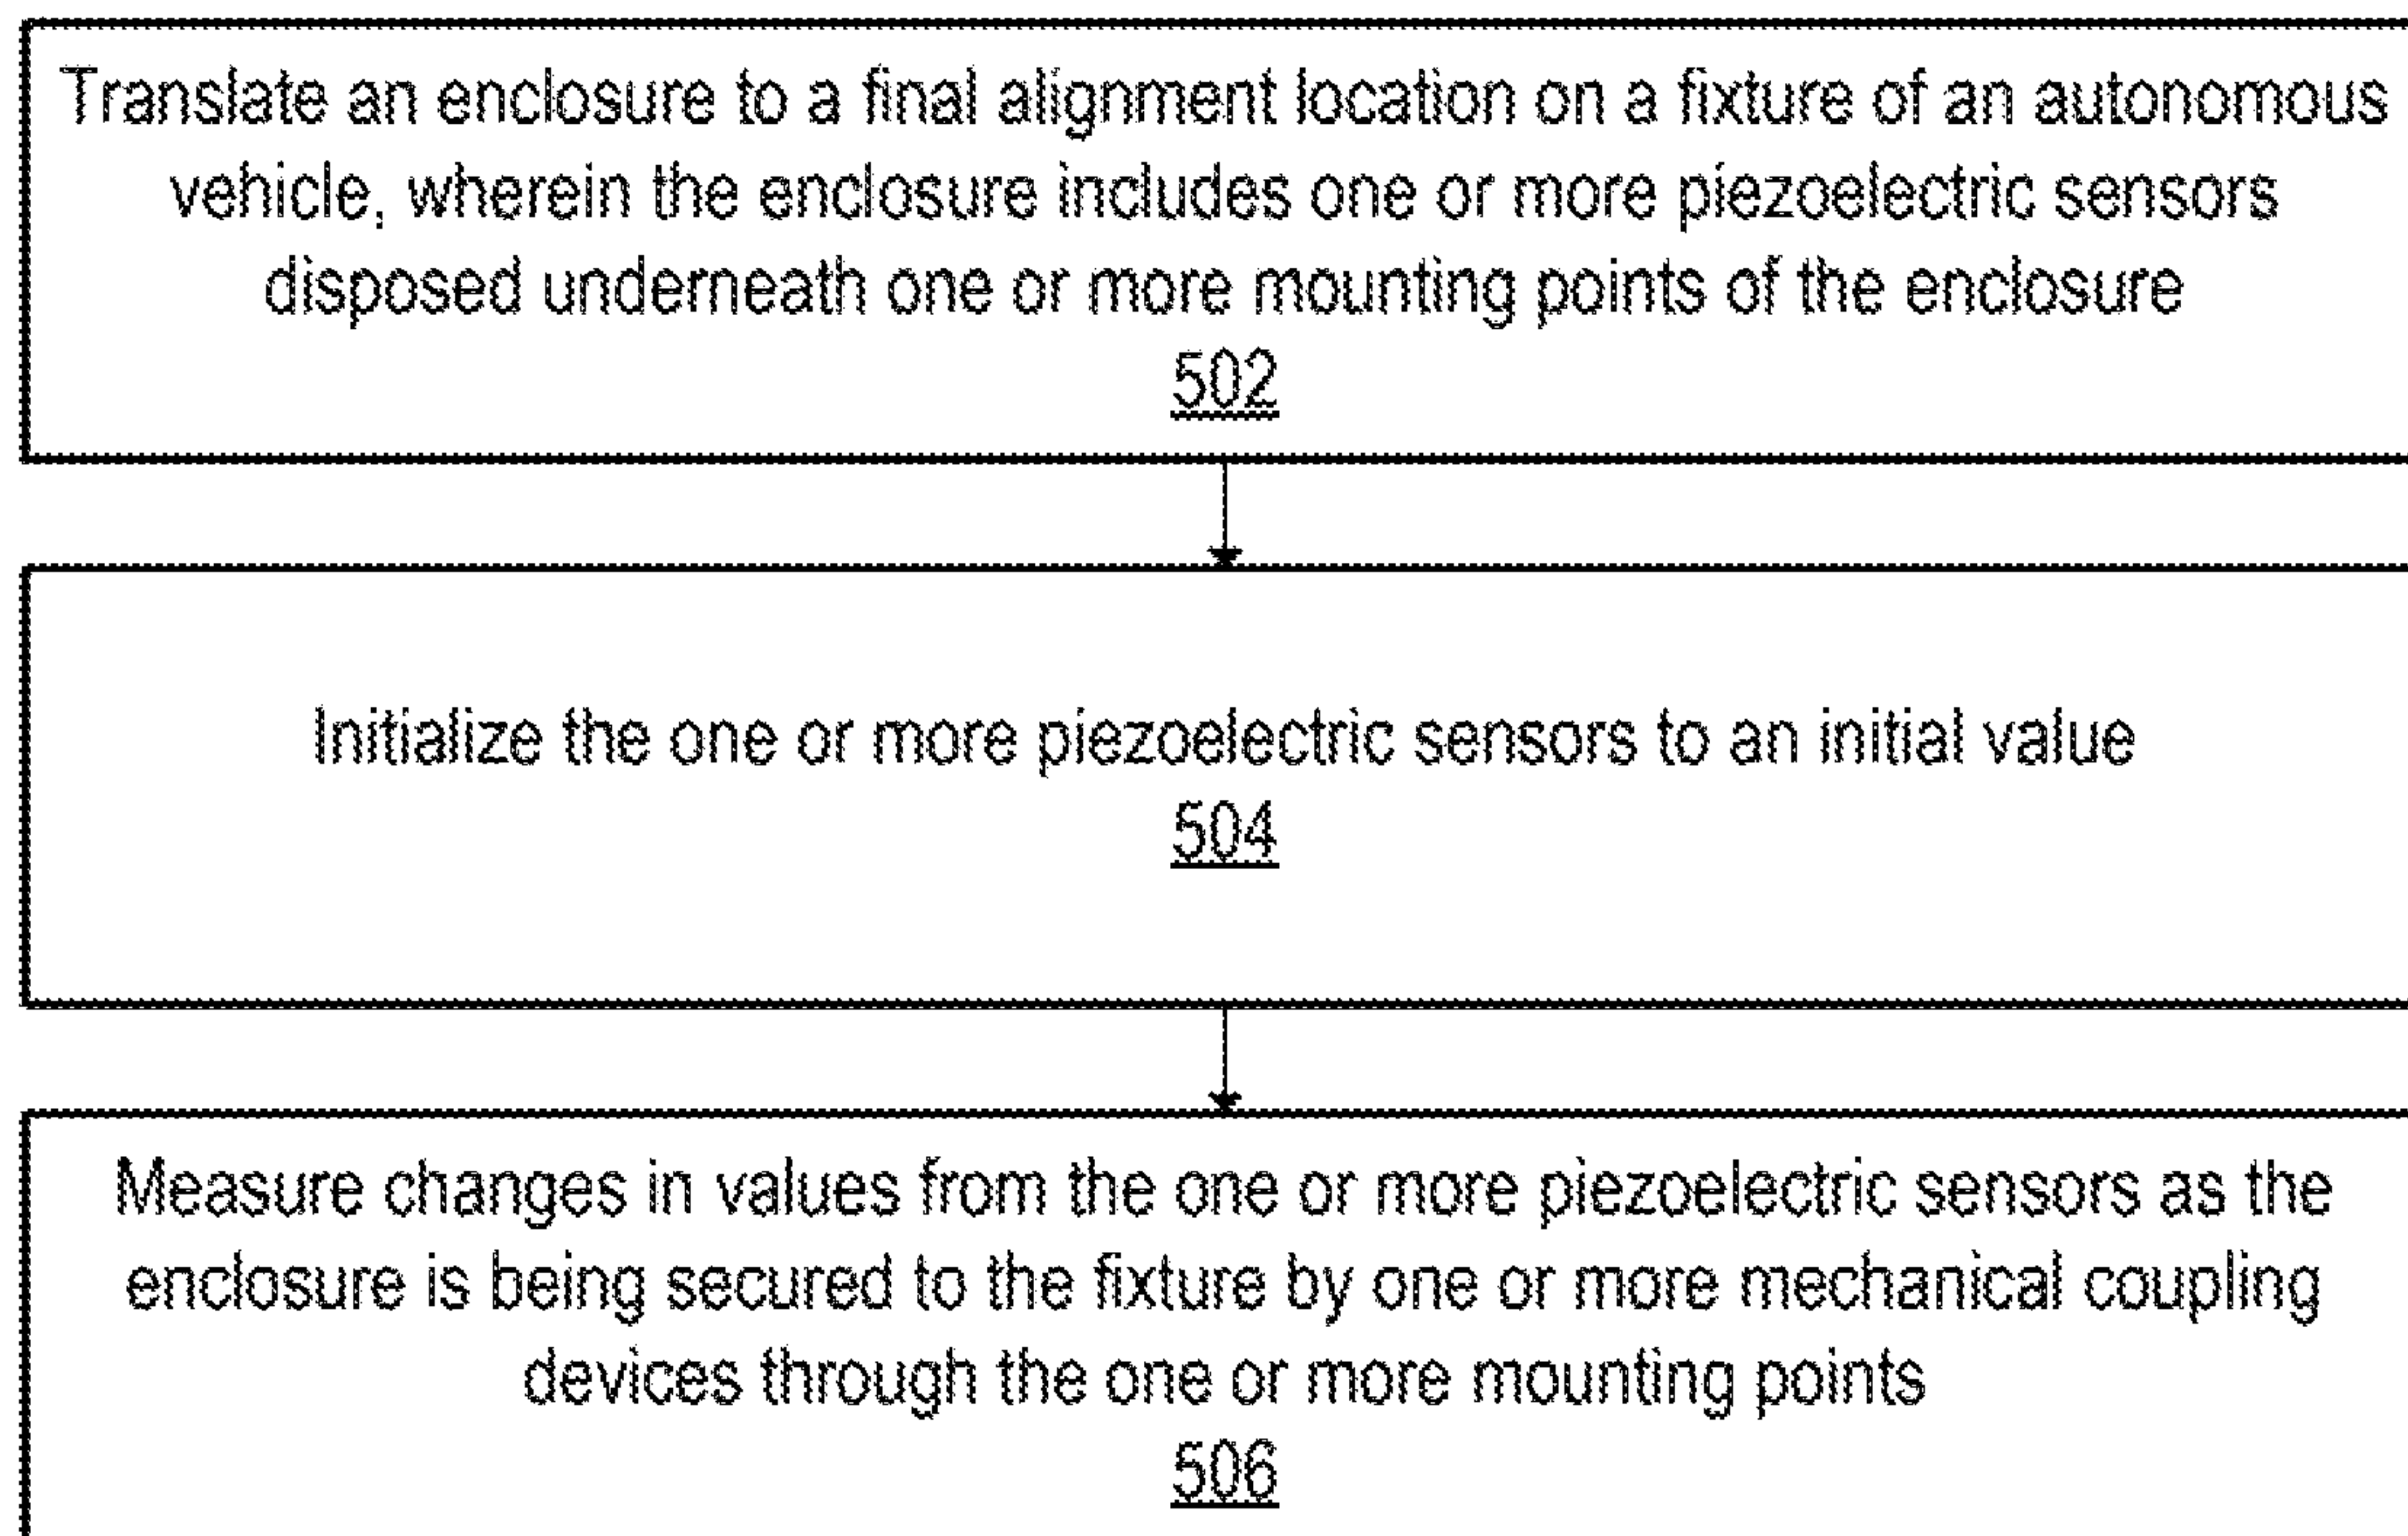 Translate an enclosure to a final alignment location on a fixture of an autonomous
vehicle, wherein the enclosure includes one or more piezoelectric sensors
disposed underneath one or more mounting points of the enclosure
502
Initialize the one or more piezoelectric sensors to an initial value
504
Measure changes in values from the one or more piezoelectric sensors as the
enclosure is being secured to the fixture by one or more mechanical coupling
devices through the one or more mounting points
506